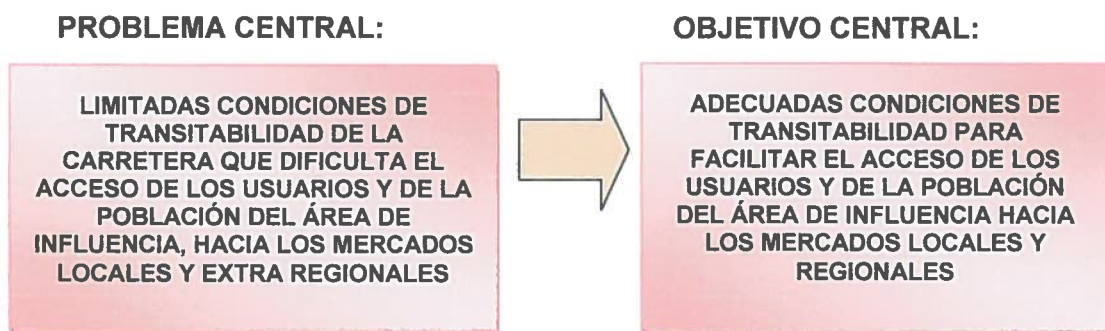 PROBLEMA CENTRAL:
LIMITADAS CONDICIONES DE
TRANSITABILIDAD DE LA
CARRETERA QUE DIFICULTA EL
ACCESO DE LOS USUARIOS Y DE LA
POBLACIÓN DEL ÁREA DE
INFLUENCIA, HACIA LOS MERCADOS
LOCALES Y EXTRA REGIONALES
OBJETIVO CENTRAL:
ADECUADAS CONDICIONES DE
TRANSITABILIDAD PARA
FACILITAR EL ACCESO DE LOS
USUARIOS Y DE LA POBLACIÓN
DEL ÁREA DE INFLUENCIA HACIA
LOS MERCADOS LOCALES Y
REGIONALES